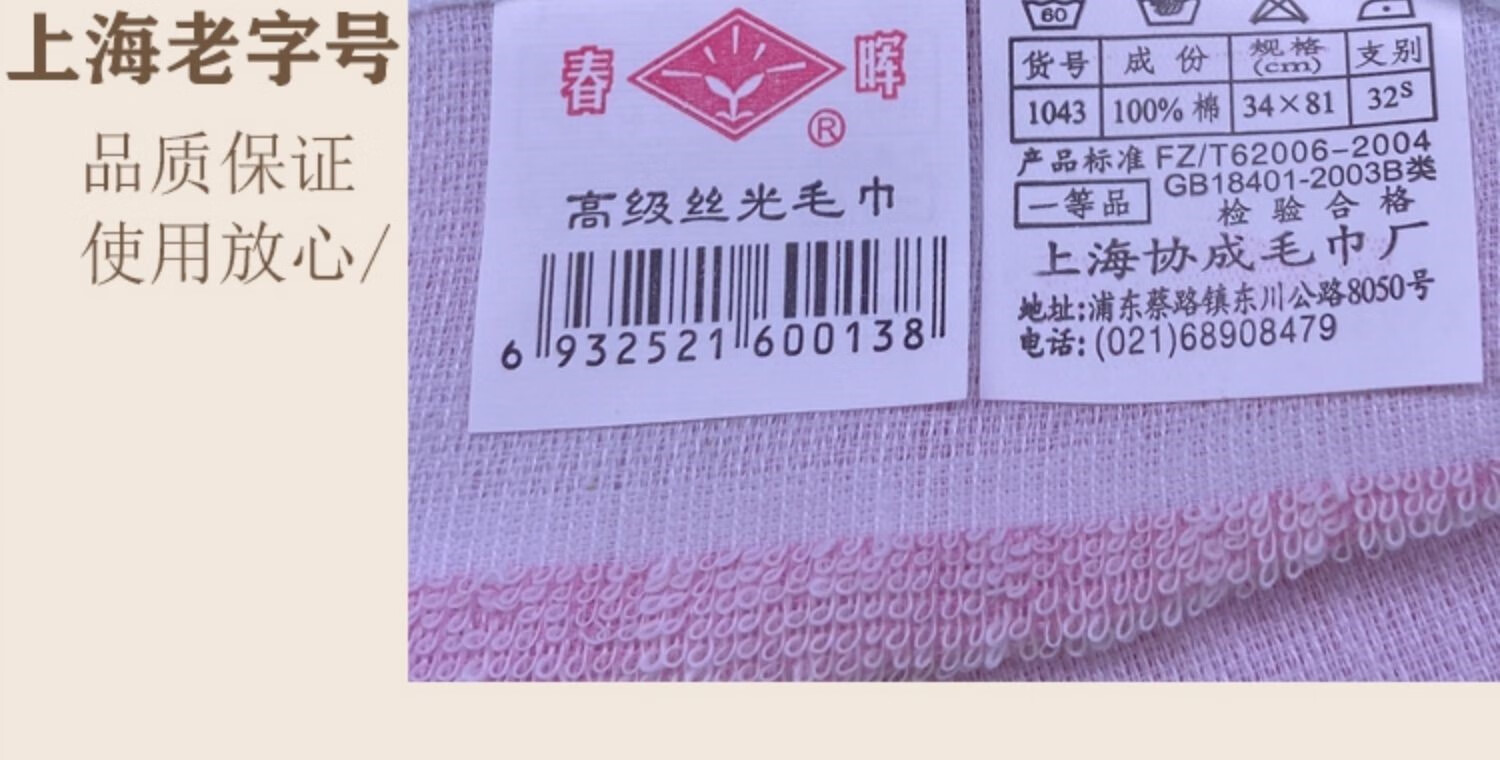 上海老字号
品质保证
使用放心/
春 晖
®
高级丝光毛巾
6 932521 600138
60
货号 成份 规格(cm) 支别
1043 100%棉 34×81 32S
产品标准 FZ/T62006-2004
一等品 GB18401-2003B类
检验合格
上海协成毛巾厂
地址:浦东蔡路镇东川公路8050号
电话:(021)68908479